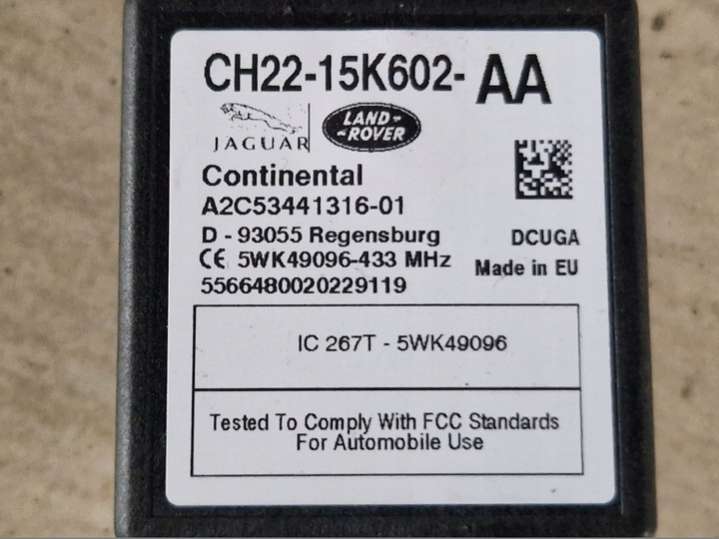 CH22-15K602-AA
JAGUAR
LAND-
-ROVER
Continental
A2C53441316-01
D - 93055 Regensburg
DCUGA
CE 5WK49096-433 MHz
Made in EU
5566480020229119
IC 267T - 5WK49096
Tested To Comply With FCC Standards
For Automobile Use